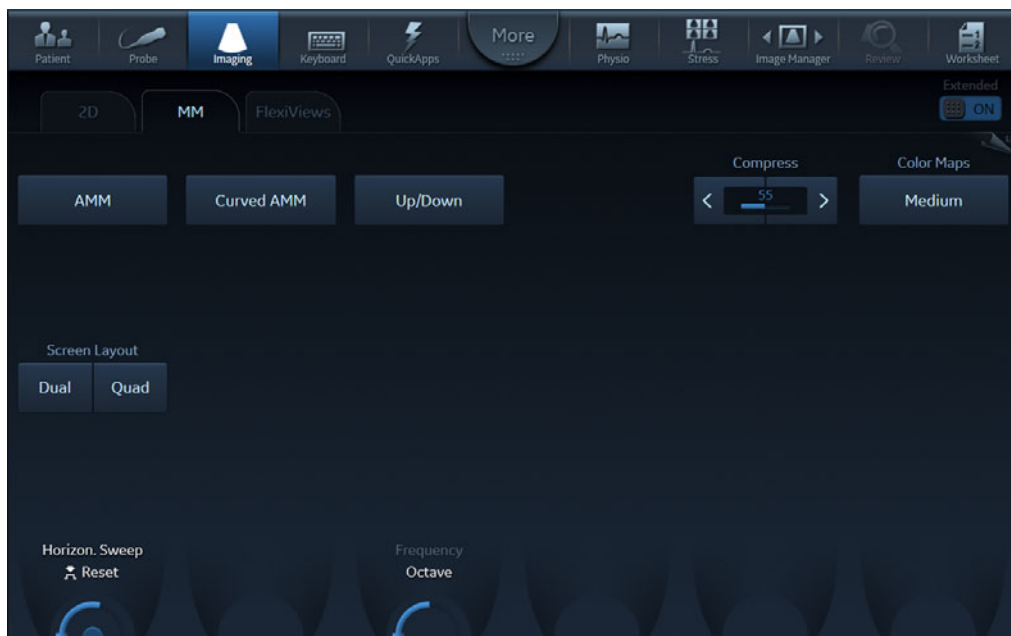 More
Patient
Probe
Imaging
Keyboard
QuickApps
Physio
Stress
Image Manager
Review
Worksheet
Extended
ON
2D
MM
FlexiViews
Compress
Color Maps
AMM
Curved AMM
Up/Down
55
Medium
Screen Layout
Dual
Quad
Horizon. Sweep
Reset
Frequency
Octave